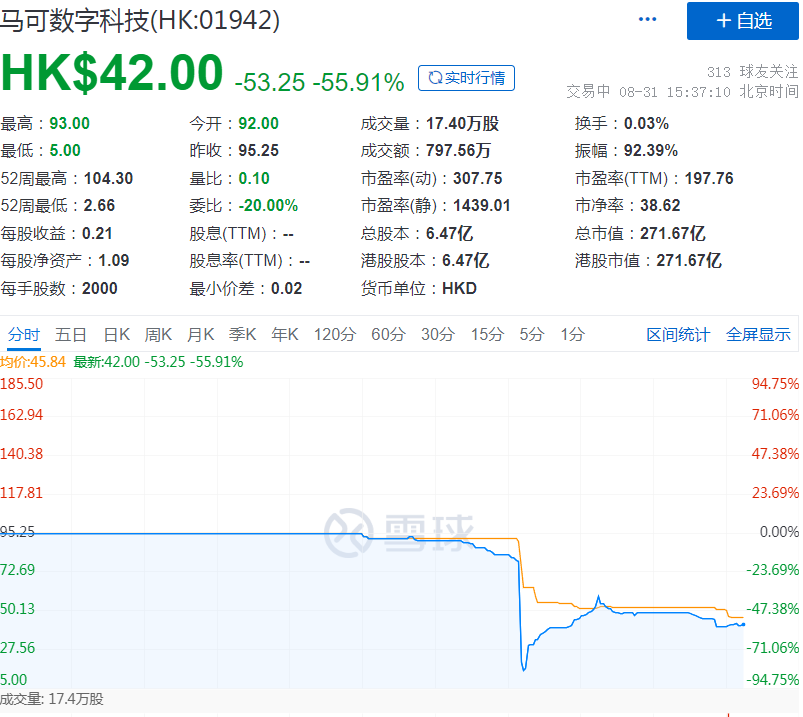 马可数字科技(HK:01942)
··· +自选
HK$42.00 -53.25 -55.91% 实时行情
313 球友关注
交易中 08-31 15:37:10 北京时间
最高：93.00 今开：92.00 成交量：17.40万股 换手：0.03%
最低：5.00 昨收：95.25 成交额：797.56万 振幅：92.39%
52周最高：104.30 量比：0.10 市盈率(动)：307.75 市盈率(TTM)：197.76
52周最低：2.66 委比：-20.00% 市盈率(静)：1439.01 市净率：38.62
每股收益：0.21 股息(TTM)：-- 总股本：6.47亿 总市值：271.67亿
每股净资产：1.09 股息率(TTM)：-- 港股股本：6.47亿 港股市值：271.67亿
每手股数：2000 最小价差：0.02 货币单位：HKD
分时 五日 日K 周K 月K 季K 年K 120分 60分 30分 15分 5分 1分 区间统计 全屏显示
均价:45.84 最新:42.00 -53.25 -55.91%
185.50 94.75%
162.94 71.06%
140.38 47.38%
117.81 23.69%
95.25 雪球 0.00%
72.69 -23.69%
50.13 -47.38%
27.56 -71.06%
5.00 -94.75%
成交量: 17.4万股